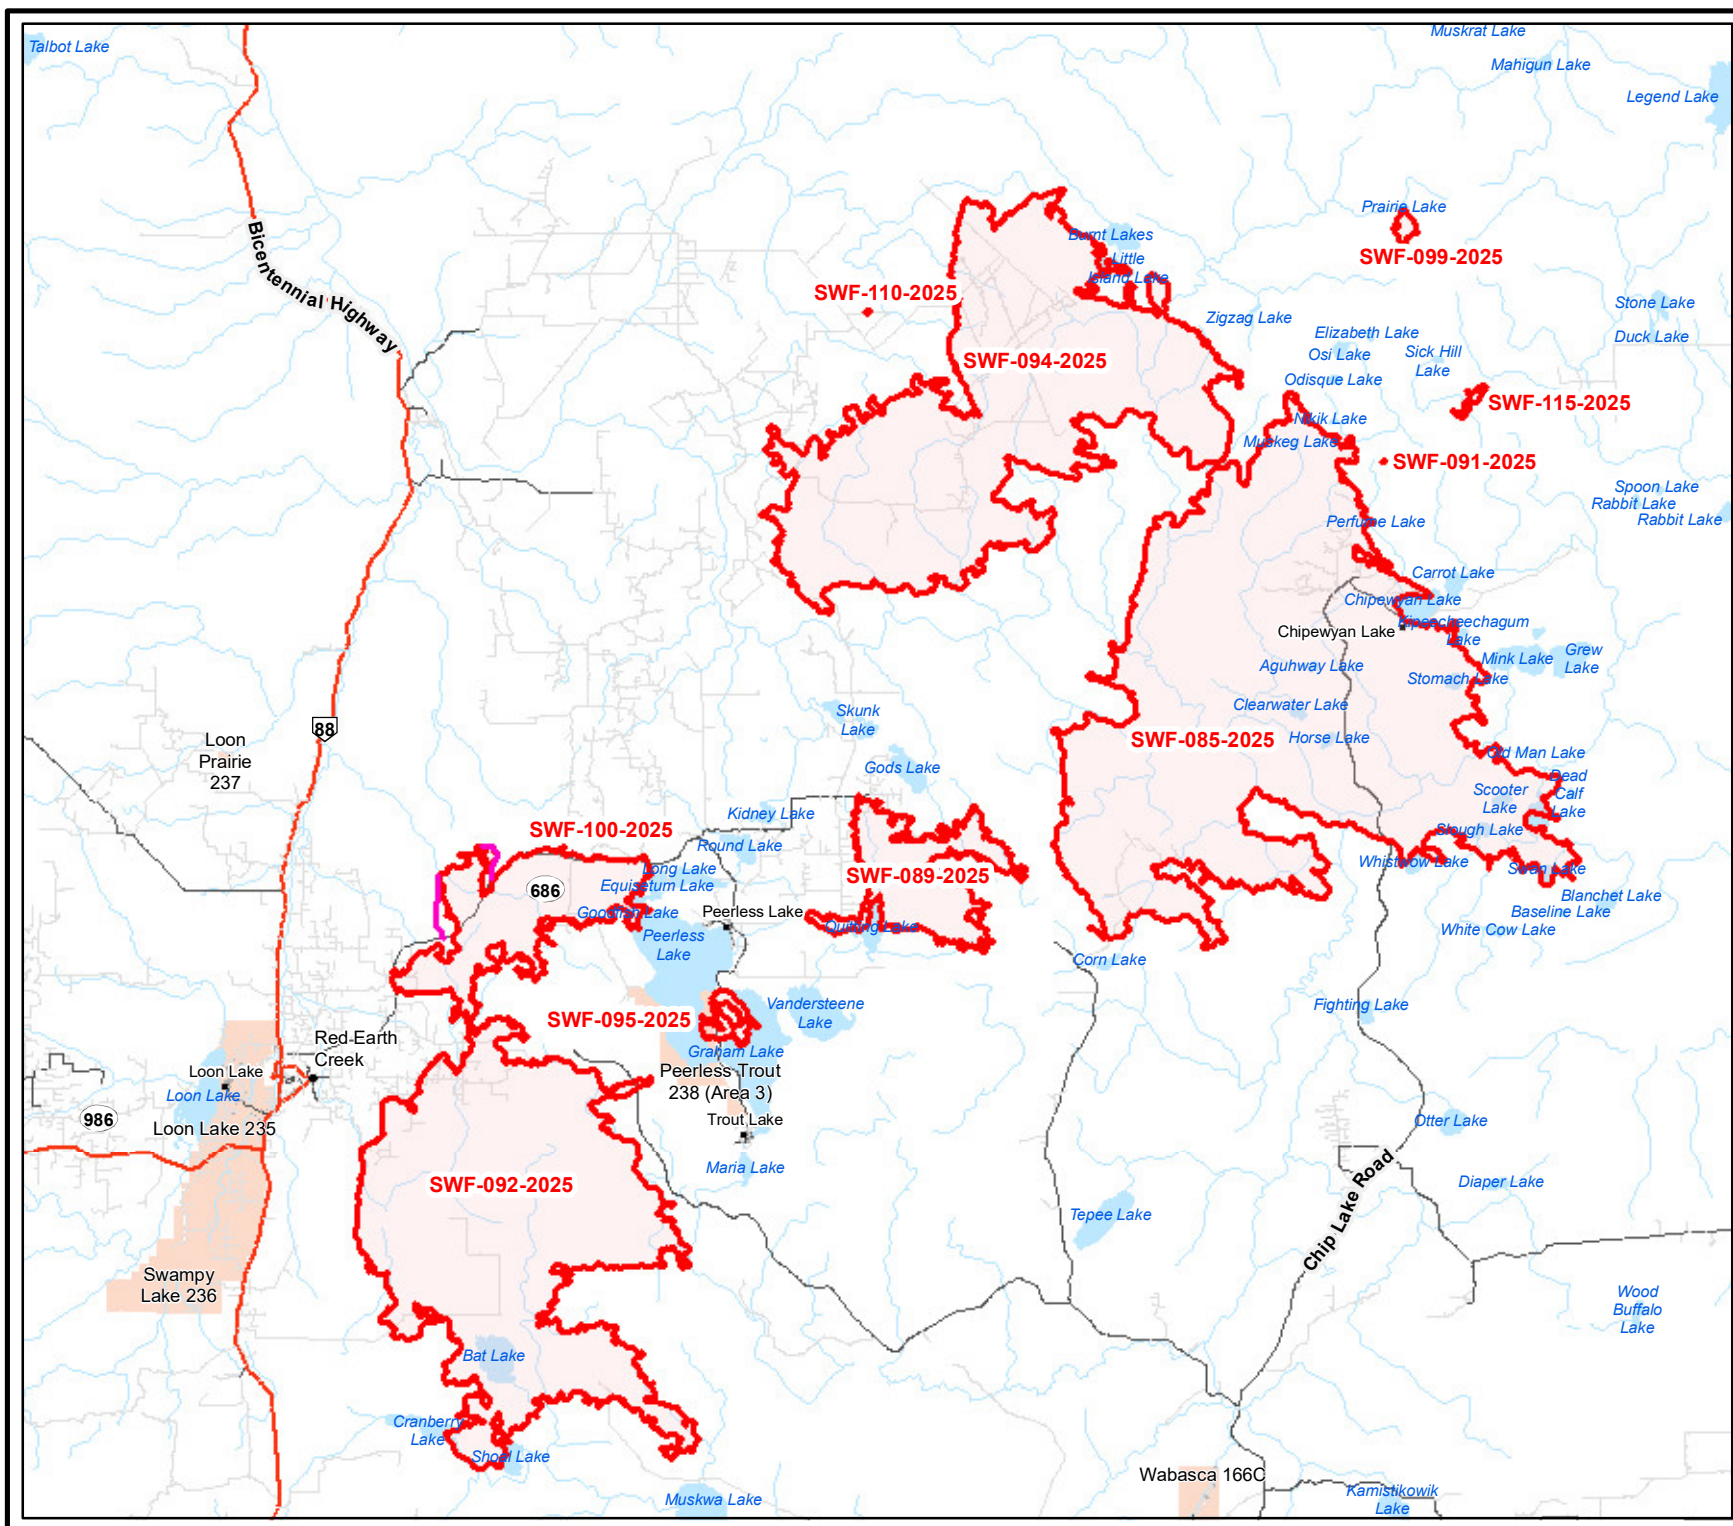 Talbot Lake
Muskrat Lake
Mahigun Lake
Legend Lake
Bicentennial Highway
Prairie Lake
SWF-099-2025
Burnt Lakes
Little
Island Lake
SWF-110-2025
Zigzag Lake
Stone Lake
Elizabeth Lake
Duck Lake
Osi Lake
Sick Hill
Lake
SWF-094-2025
Odisque Lake
SWF-115-2025
Nikik Lake
Muskeg Lake
SWF-091-2025
Spoon Lake
Rabbit Lake
Rabbit Lake
Perfume Lake
Carrot Lake
Chipewyan Lake
Kipeecheechagum
Lake
Chipewyan Lake
Mink Lake
Grew
Lake
Aguhway Lake
Stomach Lake
Clearwater Lake
Skunk
Lake
88
Loon
Prairie
237
SWF-085-2025
Horse Lake
Old Man Lake
Gods Lake
Dead
Calf
Lake
Scooter
Lake
Kidney Lake
SWF-100-2025
Slough Lake
Round Lake
Whistwow Lake
Long Lake
Swan Lake
SWF-089-2025
686
Equisetum Lake
Blanchet Lake
Goodfish Lake
Peerless Lake
Baseline Lake
Quitting Lake
White Cow Lake
Peerless
Lake
Corn Lake
Vandersteene
Lake
Fighting Lake
SWF-095-2025
Red Earth
Creek
Graham Lake
Loon Lake
Peerless Trout
238 (Area 3)
Loon Lake
986
Trout Lake
Otter Lake
Loon Lake 235
Maria Lake
SWF-092-2025
Diaper Lake
Chip Lake Road
Tepee Lake
Swampy
Lake 236
Wood
Buffalo
Lake
Bat Lake
Cranberry
Lake
Shoal Lake
Wabasca 166C
Muskwa Lake
Kamistikowik
Lake